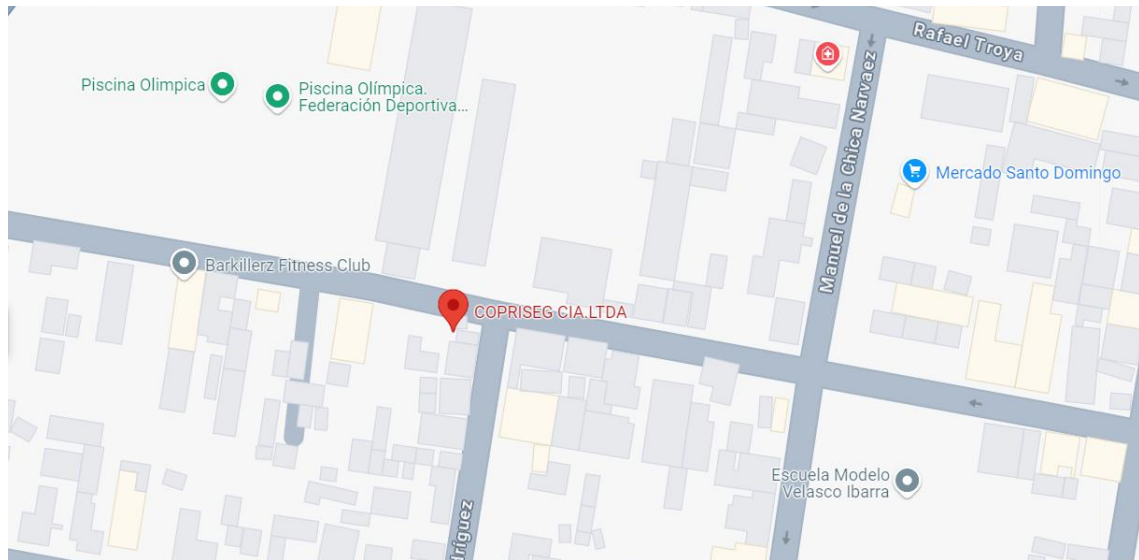 Rafael Troya
Piscina Olimpica
Piscina Olímpica.
Federación Deportiva...
Manuel de la Chica Narvaez
Mercado Santo Domingo
Barkillerz Fitness Club
COPRISEG CIA.LTDA
Escuela Modelo
Velasco Ibarra